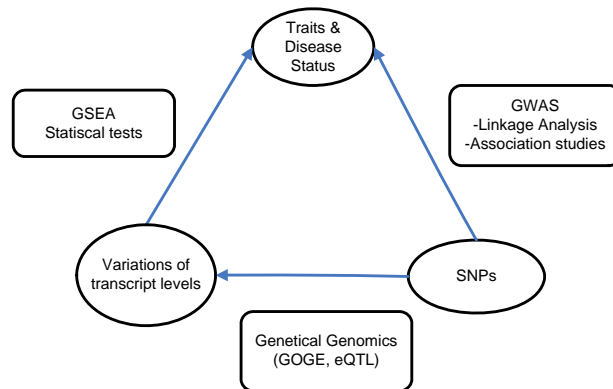 Traits &
Disease
Status
GSEA
Statiscal tests
GWAS
-Linkage Analysis
-Association studies
Variations of
transcript levels
SNPs
Genetical Genomics
(GOGE, eQTL)